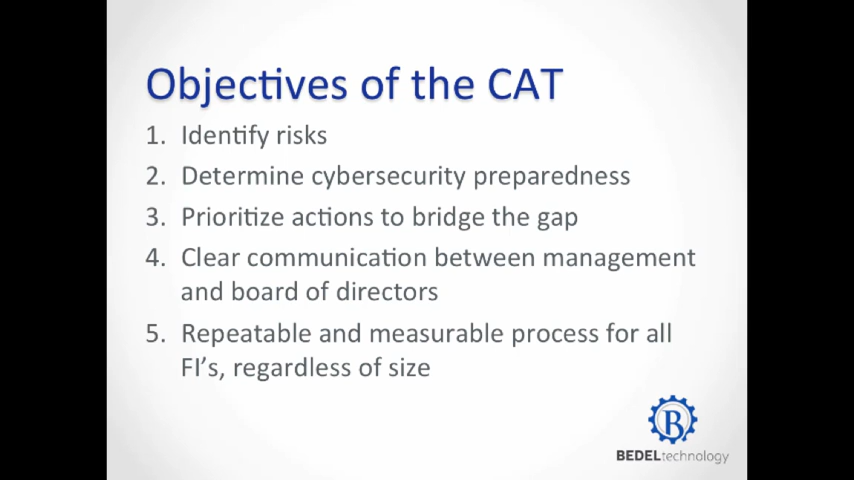 Objectives of the CAT
1. Identify risks
2. Determine cybersecurity preparedness
3. Prioritize actions to bridge the gap
4. Clear communication between management
and board of directors
5. Repeatable and measurable process for all
FI's, regardless of size
B
BEDELtechnology